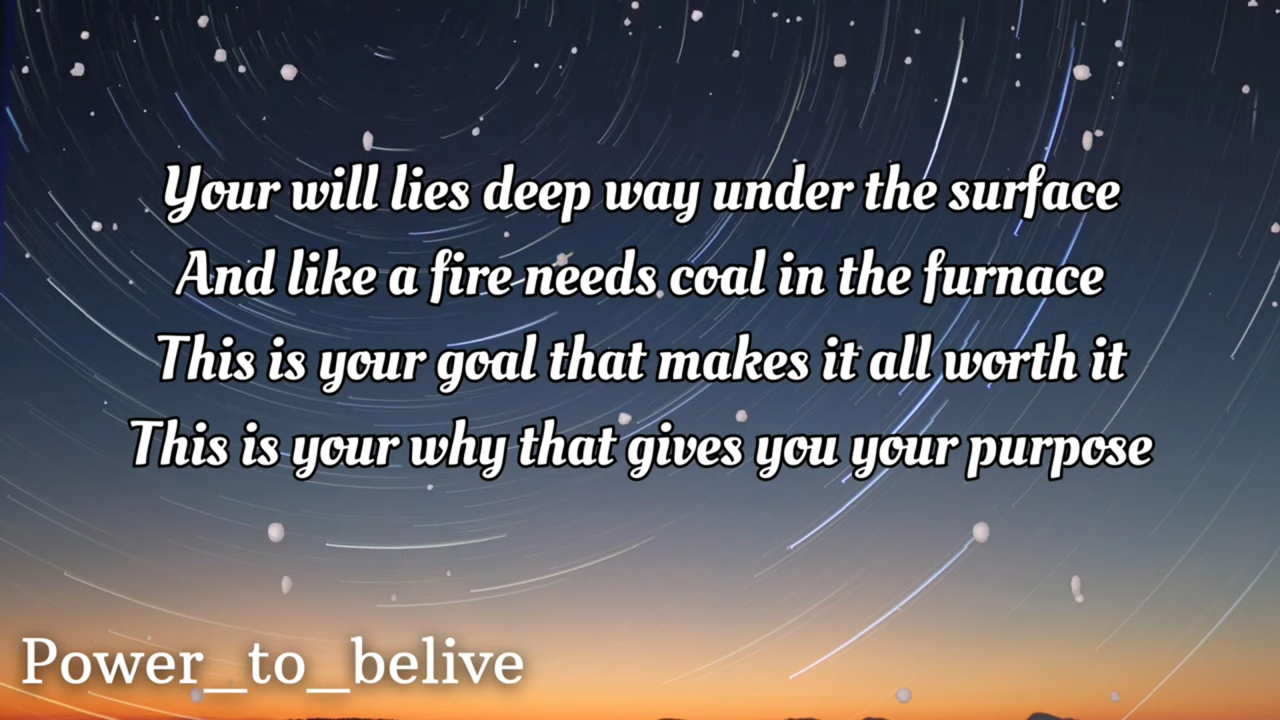 Your will lies deep way under the surface
And like a fire needs coal in the furnace
This is your goal that makes it all worth it
This is your why that gives you your purpose
Power_to_belive